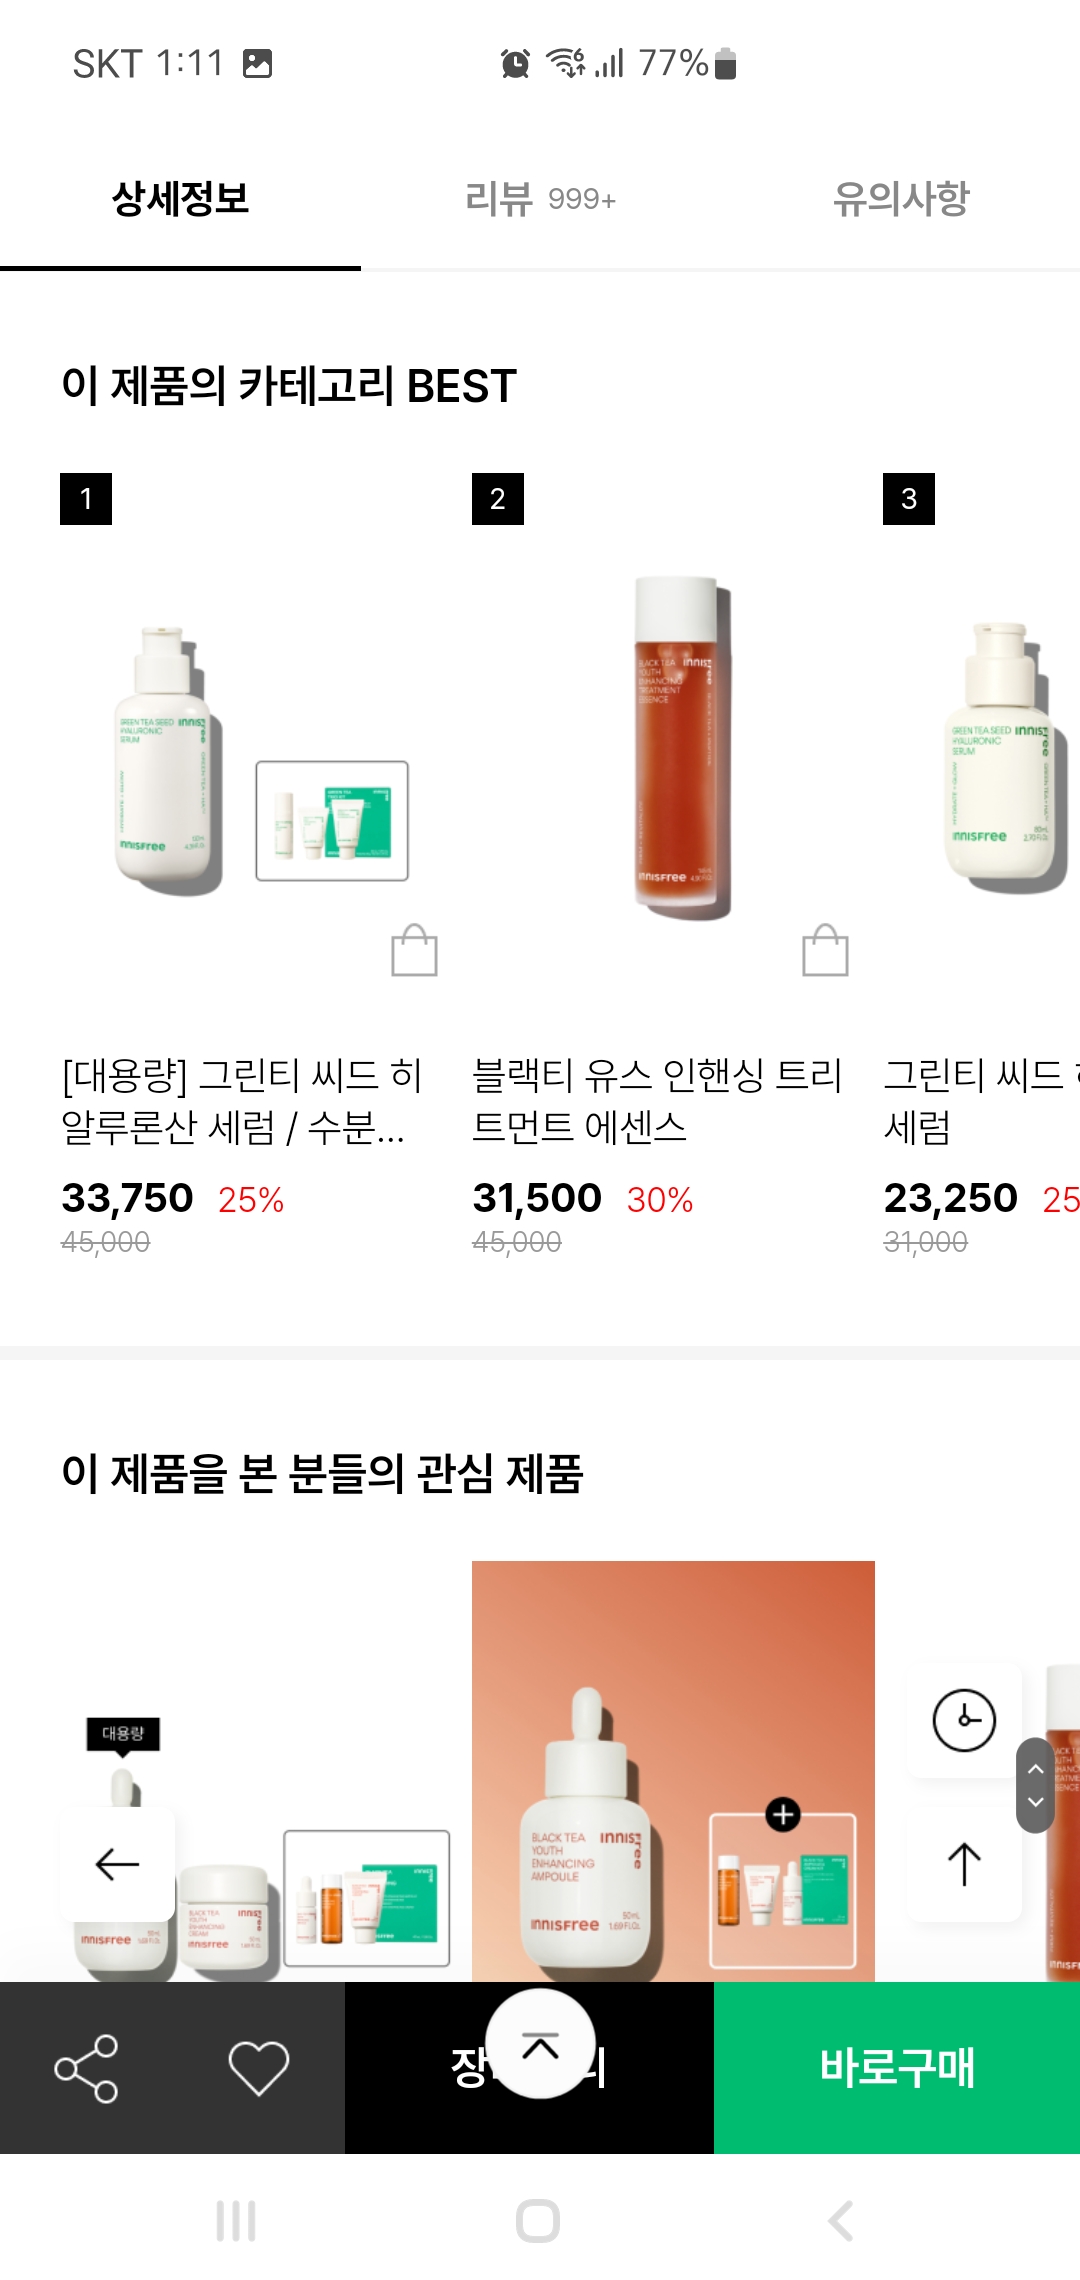 SKT 1:11 77%
상세정보 리뷰 999+ 유의사항
이 제품의 카테고리 BEST
1 2 3
GREEN TEA SEED
HYALURONIC
SERUM
innisfree
innisfree
BLACK TEA
YOUTH
ENHANCING
TREATMENT
ESSENCE
innisfree
innisfree
GREEN TEA SEED
HYALURONIC
SERUM
innisfree
innisfree
[대용량] 그린티 씨드 히
알루론산 세럼 / 수분...
블랙티 유스 인핸싱 트리
트먼트 에센스
그린티 씨드
세럼
33,750 25%
45,000
31,500 30%
45,000
23,250 25
31,000
이 제품을 본 분들의 관심 제품
대용량
innisfree
BLACK TEA
YOUTH
ENHANCING
CREAM
innisfree
innisfree
BLACK TEA
YOUTH
ENHANCING
AMPOULE
innisfree
innisfree
50mL
1.69 FL.OZ.
바로구매